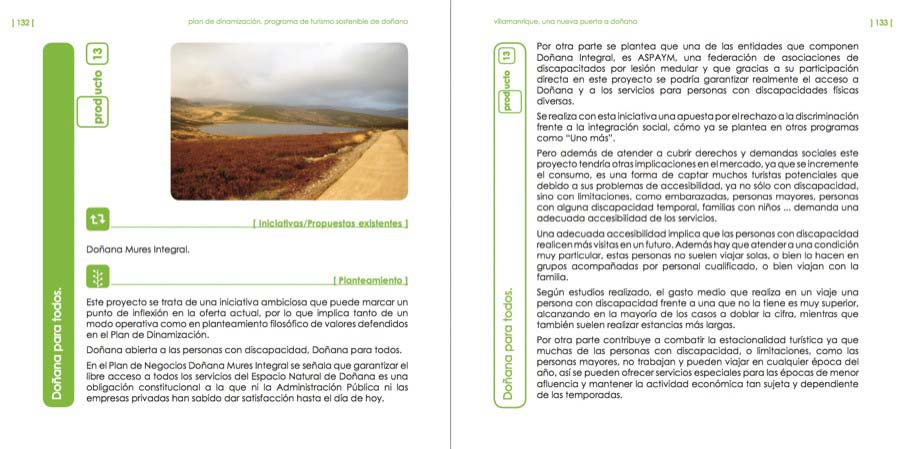 ] 132 [
plan de dinamización. programa de turismo sostenible de doñana
producto 13
Doñana para todos.
[ Iniciativas/Propuestas existentes ]
Doñana Mures Integral.
[ Planteamiento ]
Este proyecto se trata de una iniciativa ambiciosa que puede marcar un
punto de inflexión en la oferta actual, por lo que implica tanto de un
modo operativa como en planteamiento filosófico de valores defendidos
en el Plan de Dinamización.
Doñana abierta a las personas con discapacidad, Doñana para todos.
En el Plan de Negocios Doñana Mures Integral se señala que garantizar el
libre acceso a todos los servicios del Espacio Natural de Doñana es una
obligación constitucional a la que ni la Administración Pública ni las
empresas privadas han sabido dar satisfacción hasta el día de hoy.
villamanrique, una nueva puerta a doñana
] 133 [
producto 13
Doñana para todos.
Por otra parte se plantea que una de las entidades que componen
Doñana Integral, es ASPAYM, una federación de asociaciones de
discapacitados por lesión medular y que gracias a su participación
directa en este proyecto se podría garantizar realmente el acceso a
Doñana y a los servicios para personas con discapacidades físicas
diversas.
Se realiza con esta iniciativa una apuesta por el rechazo a la discriminación
frente a la integración social, cómo ya se plantea en otros programas
como “Uno más”.
Pero además de atender a cubrir derechos y demandas sociales este
proyecto tendría otras implicaciones en el mercado, ya que se incremente
el consumo, es una forma de captar muchos turistas potenciales que
debido a sus problemas de accesibilidad, ya no sólo con discapacidad,
sino con limitaciones, como embarazadas, personas mayores, personas
con alguna discapacidad temporal, familias con niños ... demanda una
adecuada accesibilidad de los servicios.
Una adecuada accesibilidad implica que las personas con discapacidad
realicen más visitas en un futuro. Además hay que atender a una condición
muy particular, estas personas no suelen viajar solas, o bien lo hacen en
grupos acompañadas por personal cualificado, o bien viajan con la
familia.
Según estudios realizado, el gasto medio que realiza en un viaje una
persona con discapacidad frente a una que no la tiene es muy superior,
alcanzando en la mayoría de los casos a doblar la cifra, mientras que
también suelen realizar estancias más largas.
Por otra parte contribuye a combatir la estacionalidad turística ya que
muchas de las personas con discapacidad, o limitaciones, como las
personas mayores, no trabajan y pueden viajar en cualquier época del
año, así se pueden ofrecer servicios especiales para las épocas de menor
afluencia y mantener la actividad económica tan sujeta y dependiente
de las temporadas.